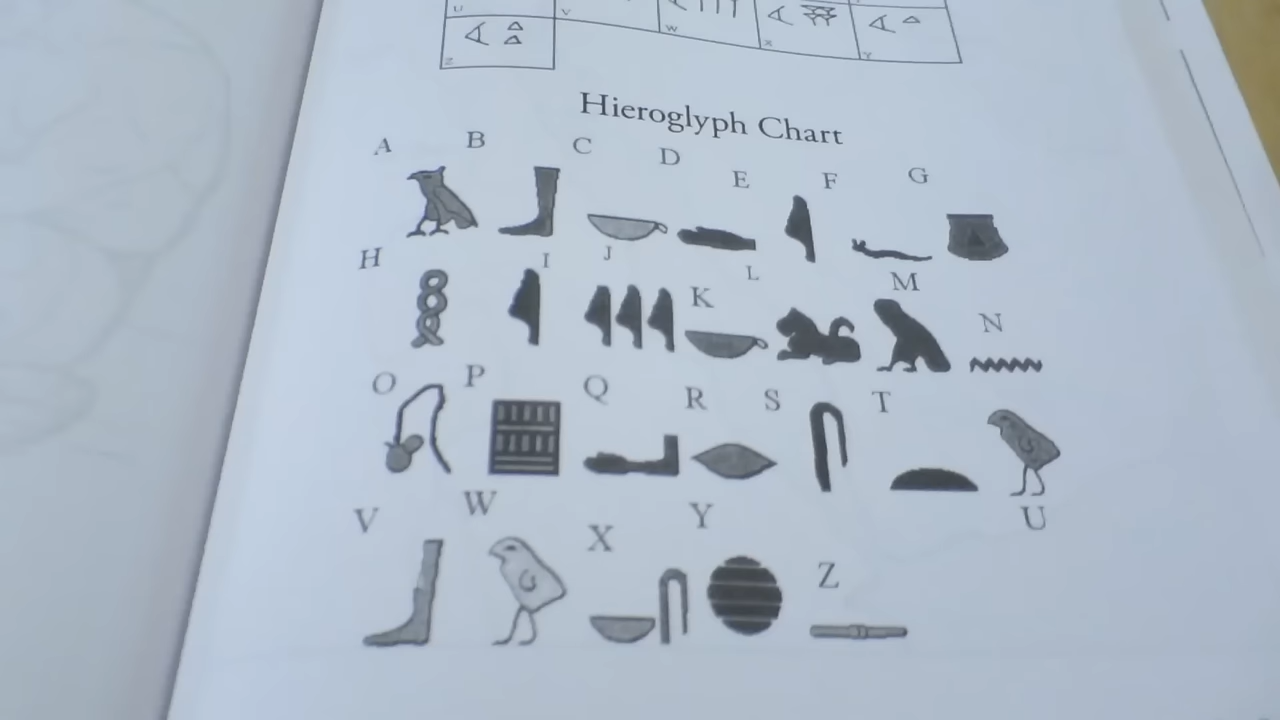 U V W X Y
Z
Hieroglyph Chart
A B C D E F G
H I J K L M N
O P Q R S T U
V W X Y Z